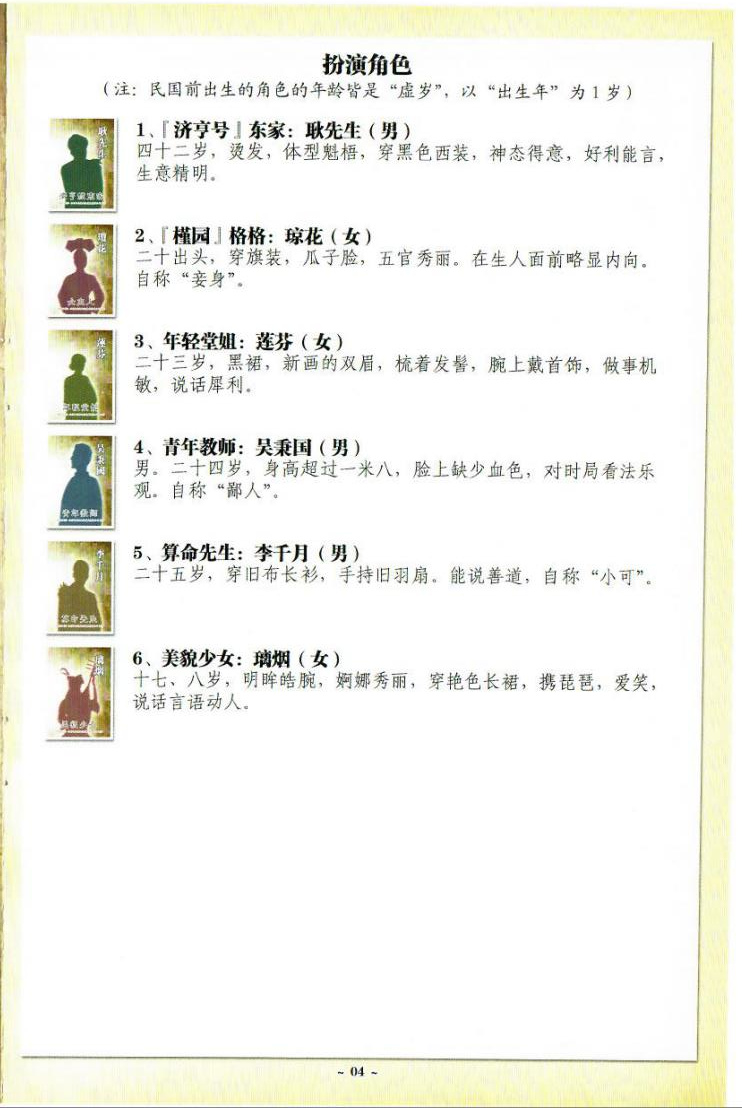 扮演角色
（注：民国前出生的角色的年龄皆是“虚岁”，以“出生年”为1岁）
耿先生
1、『济亨号』东家：耿先生（男）
四十二岁，烫发，体型魁梧，穿黑色西装，神态得意，好利能言，
生意精明。
琼花
2、『槿园』格格：琼花（女）
二十出头，穿旗装，瓜子脸，五官秀丽。在生人面前略显内向。
自称“妾身”。
莲芬
3、年轻堂姐：莲芬（女）
二十三岁，黑裙，新画的双眉，梳着发髻，腕上戴首饰，做事机
敏，说话犀利。
吴秉國
4、青年教师：吴秉国（男）
男。二十四岁，身高超过一米八，脸上缺少血色，对时局看法乐
观。自称“鄙人”。
李千月
5、算命先生：李千月（男）
二十五岁，穿旧布长衫，手持旧羽扇。能说善道，自称“小可”。
璃烟
6、美貌少女：璃烟（女）
十七、八岁，明眸皓腕，婀娜秀丽，穿艳色长裙，携琵琶，爱笑，
说话言语动人。
~ 04 ~